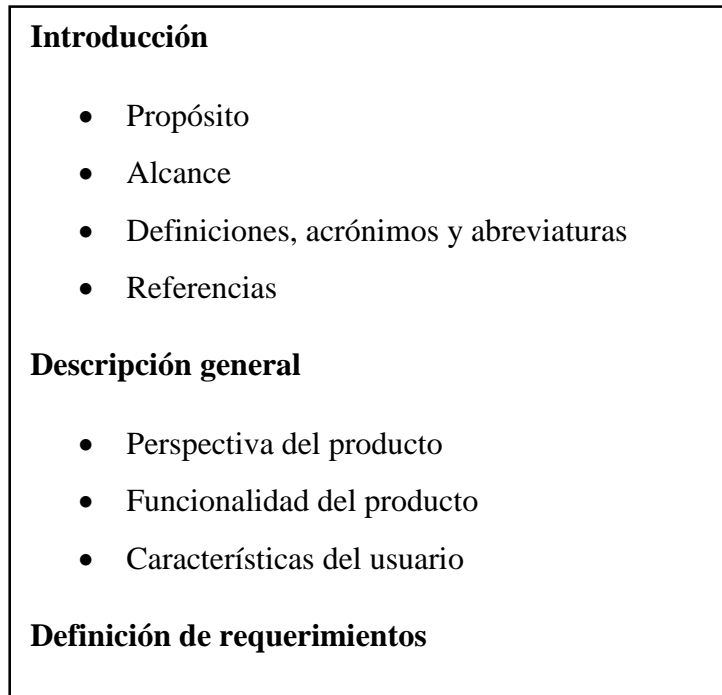 Introducción
• Propósito
• Alcance
• Definiciones, acrónimos y abreviaturas
• Referencias
Descripción general
• Perspectiva del producto
• Funcionalidad del producto
• Características del usuario
Definición de requerimientos